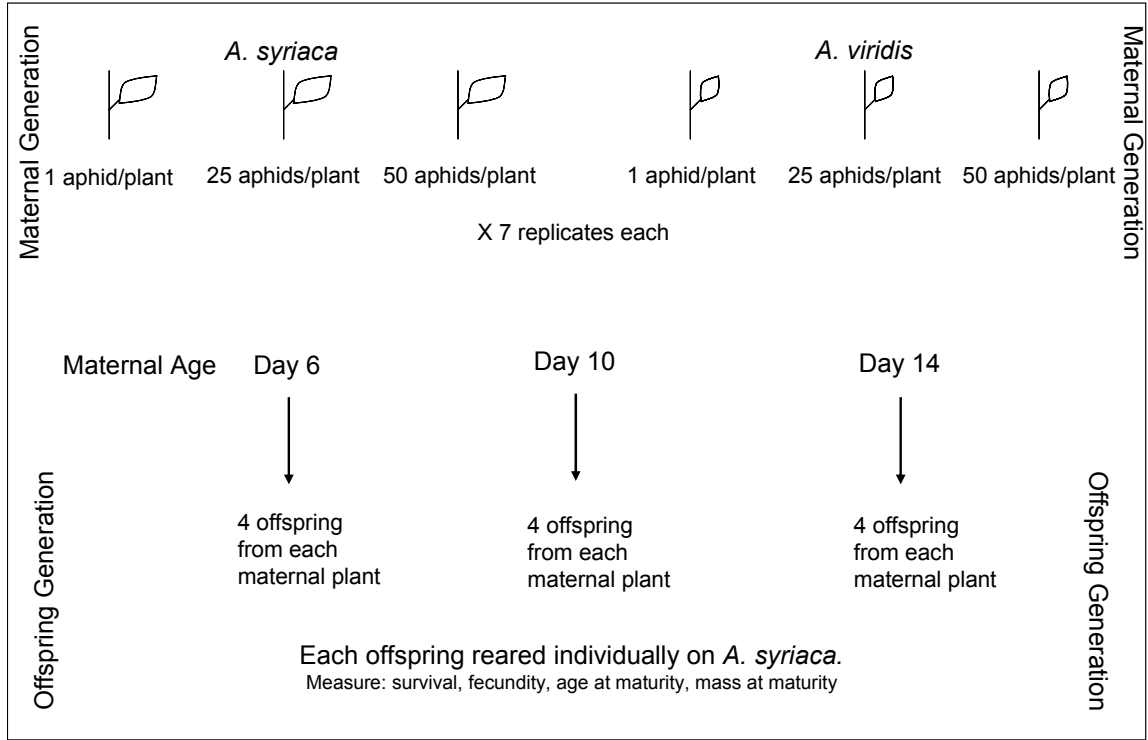 Maternal Generation
A. syriaca
A. viridis
Maternal Generation
1 aphid/plant
25 aphids/plant
50 aphids/plant
1 aphid/plant
25 aphids/plant
50 aphids/plant
X 7 replicates each
Maternal Age
Day 6
Day 10
Day 14
Offspring Generation
4 offspring
from each
maternal plant
4 offspring
from each
maternal plant
4 offspring
from each
maternal plant
Offspring Generation
Each offspring reared individually on A. syriaca.
Measure: survival, fecundity, age at maturity, mass at maturity